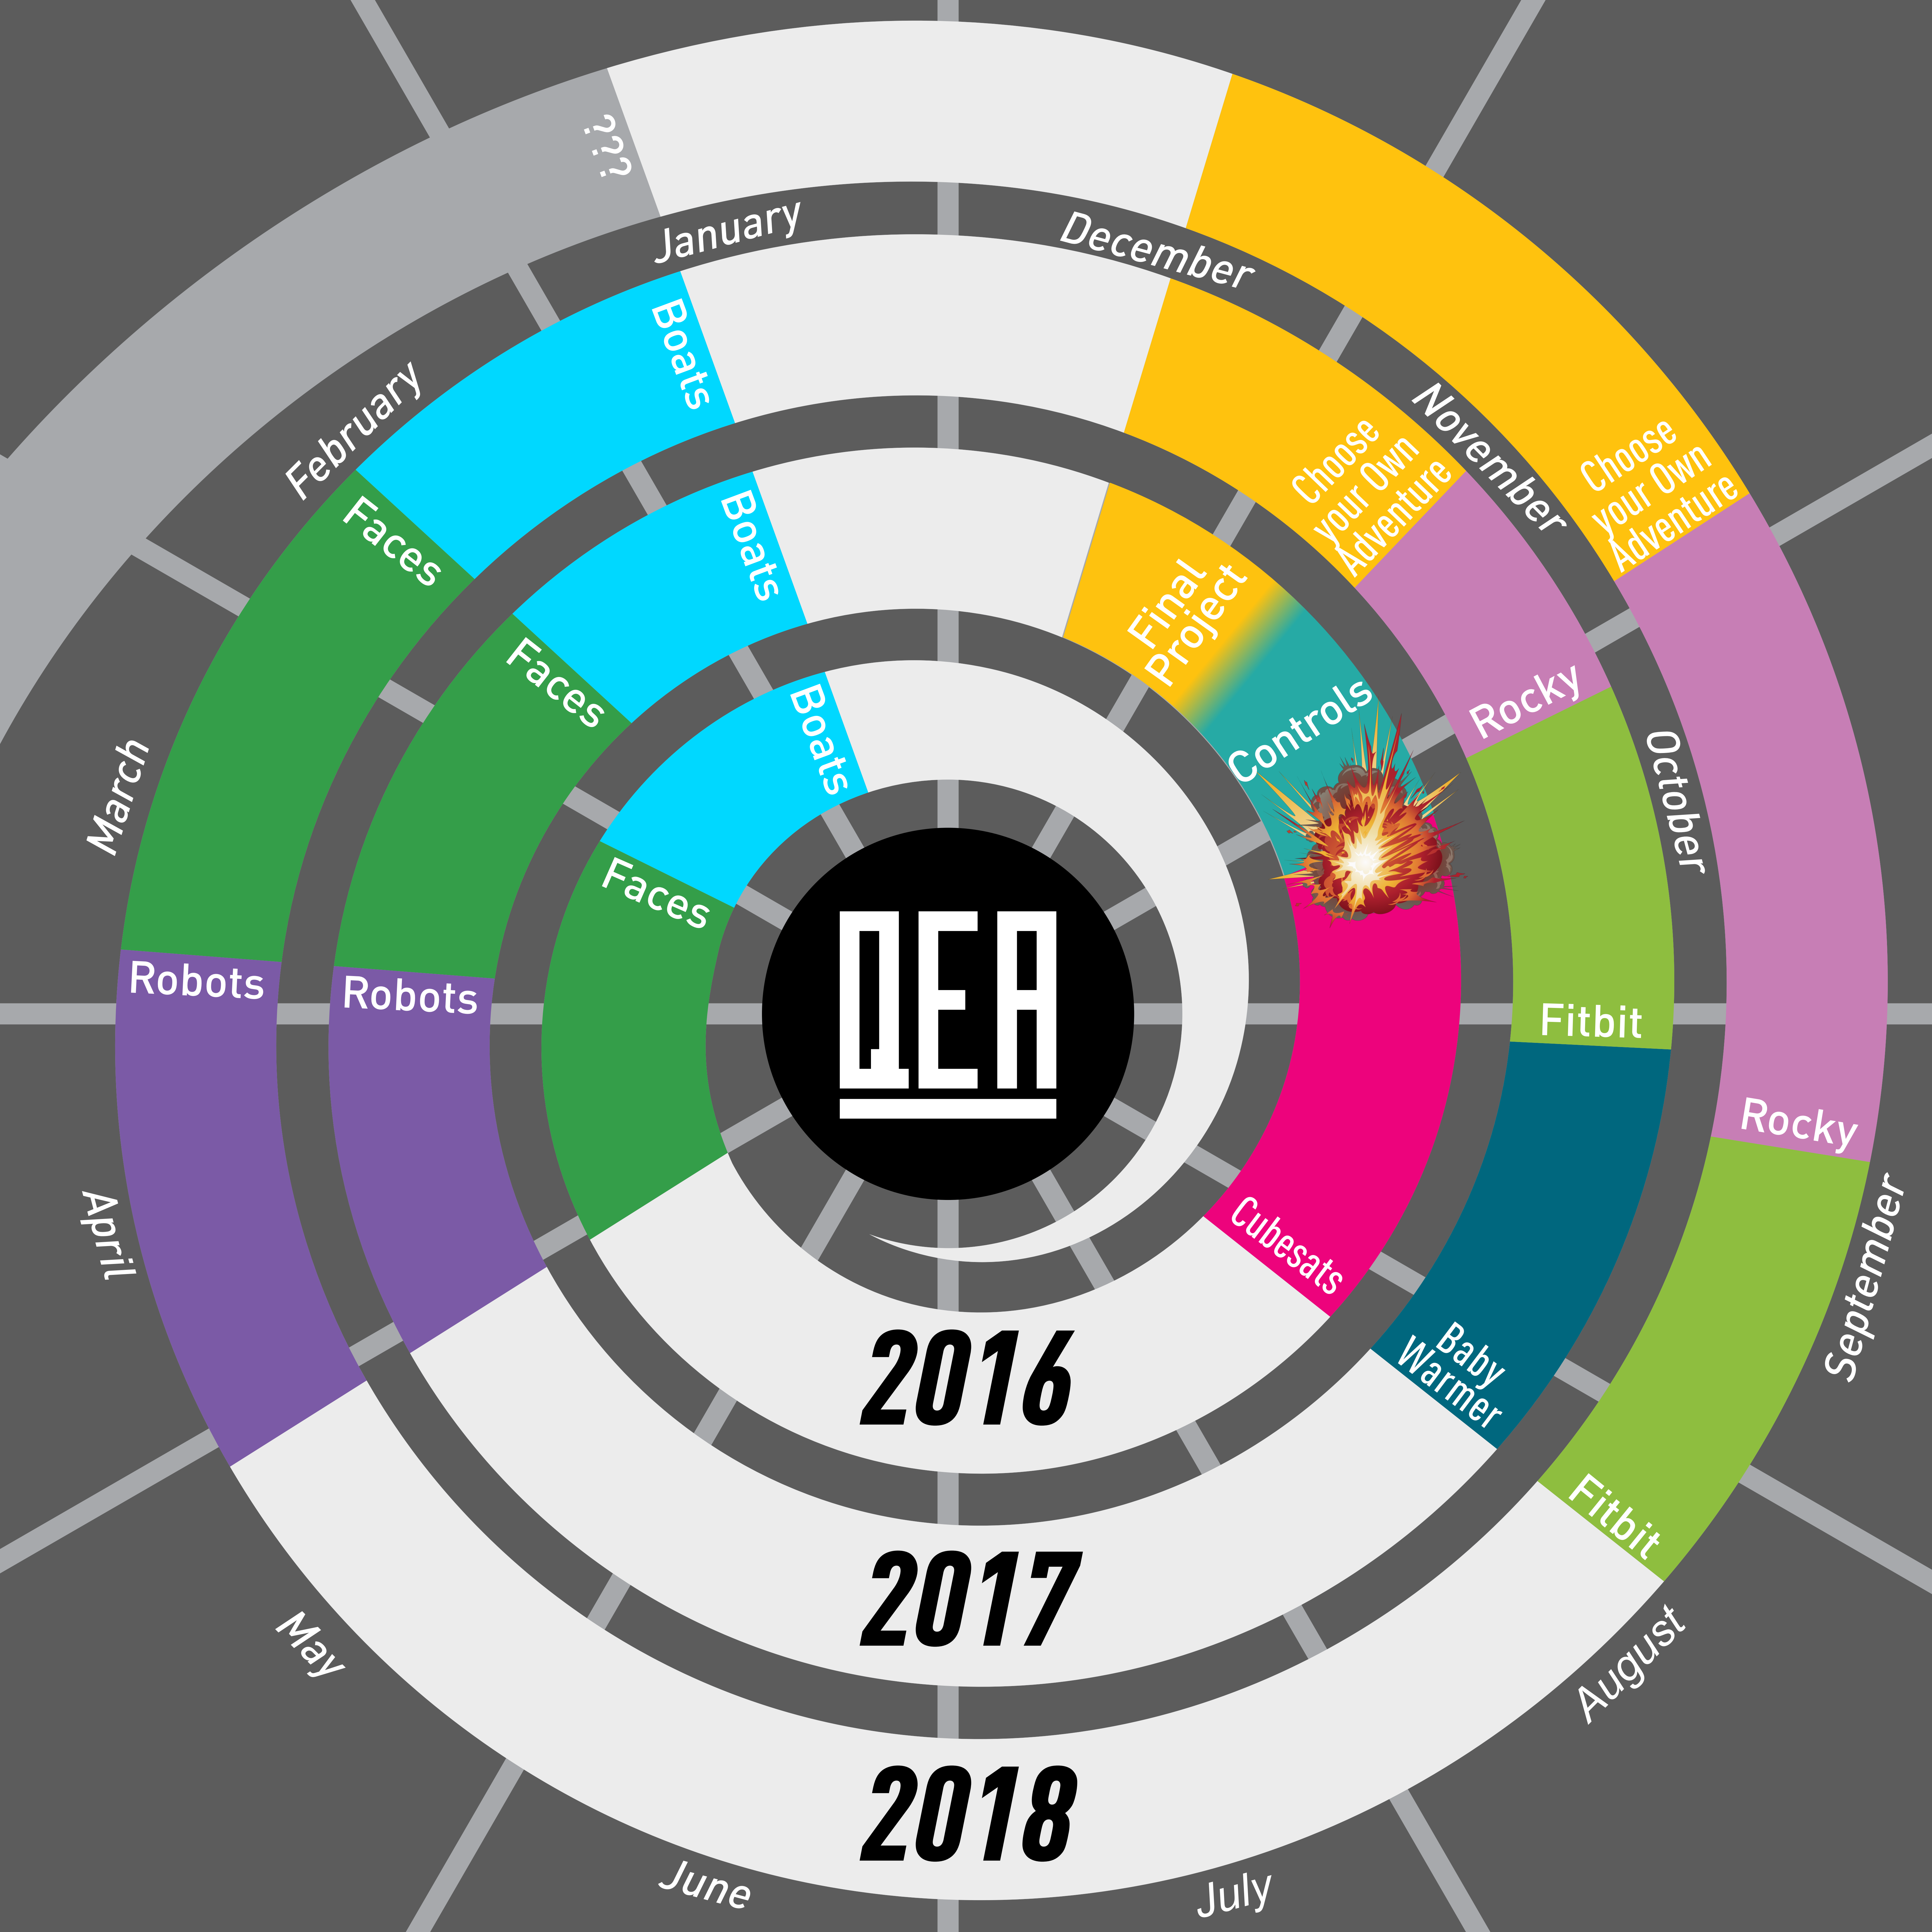 ???
January
December
Boats
February
Faces
Choose
your Own
Adventure
November
Choose
your Own
Adventure
Boats
Faces
Final
Project
Controls
Rocky
October
Boats
Faces
March
Robots
Robots
QEA
Fitbit
Rocky
April
Cubesats
Baby
Warmer
September
Fitbit
2016
2017
2018
May
August
June
July